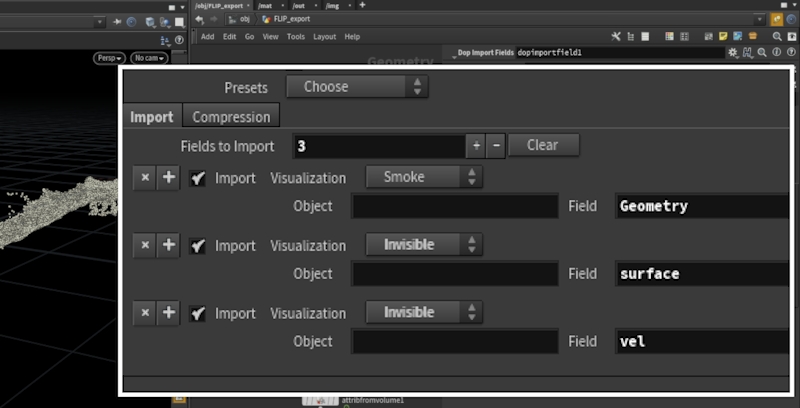 /obj/FLIP_export /mat /out /img
obj FLIP_export
Add Edit Go View Tools Layout Help
Persp No cam
Geometry
Dop Import Fields dopimportfield1
Presets Choose
Import Compression
Fields to Import 3 + − Clear
× + Import Visualization Smoke
Object Field Geometry
× + Import Visualization Invisible
Object Field surface
× + Import Visualization Invisible
Object Field vel
attribfromvolume1